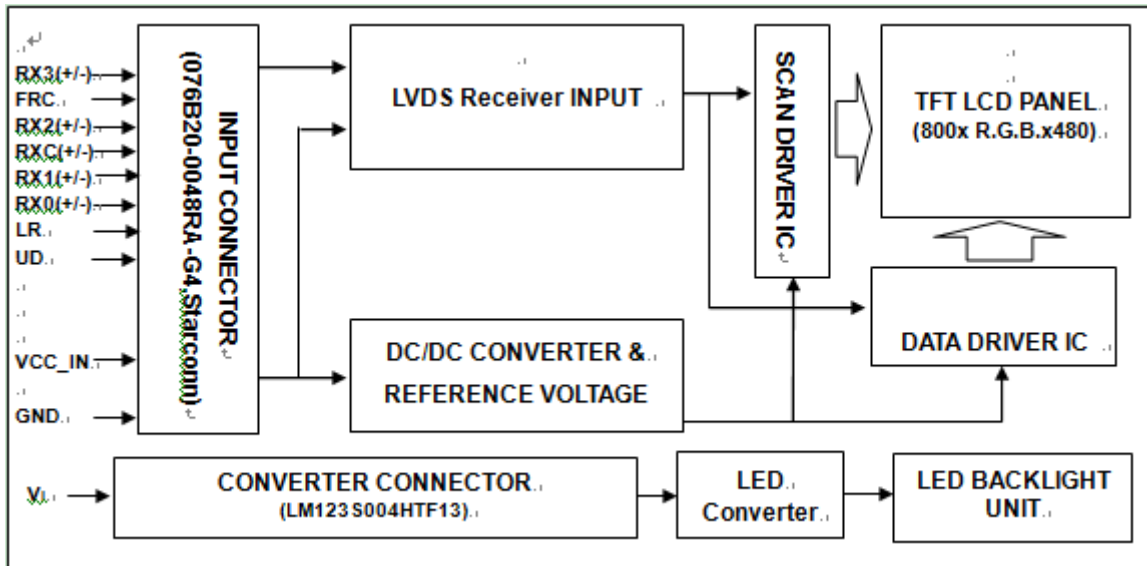 RX3(+/-)
FRC
RX2(+/-)
RXC(+/-)
RX1(+/-)
RX0(+/-)
LR
UD
VCC_IN
GND
INPUT CONNECTOR
(076B20-0048RA-G4,Starconn)
LVDS Receiver INPUT
DC/DC CONVERTER &
REFERENCE VOLTAGE
SCAN DRIVER IC
TFT LCD PANEL
(800x R.G.B.x480)
DATA DRIVER IC
CONVERTER CONNECTOR
(LM123S004HTF13)
LED
Converter
LED BACKLIGHT
UNIT